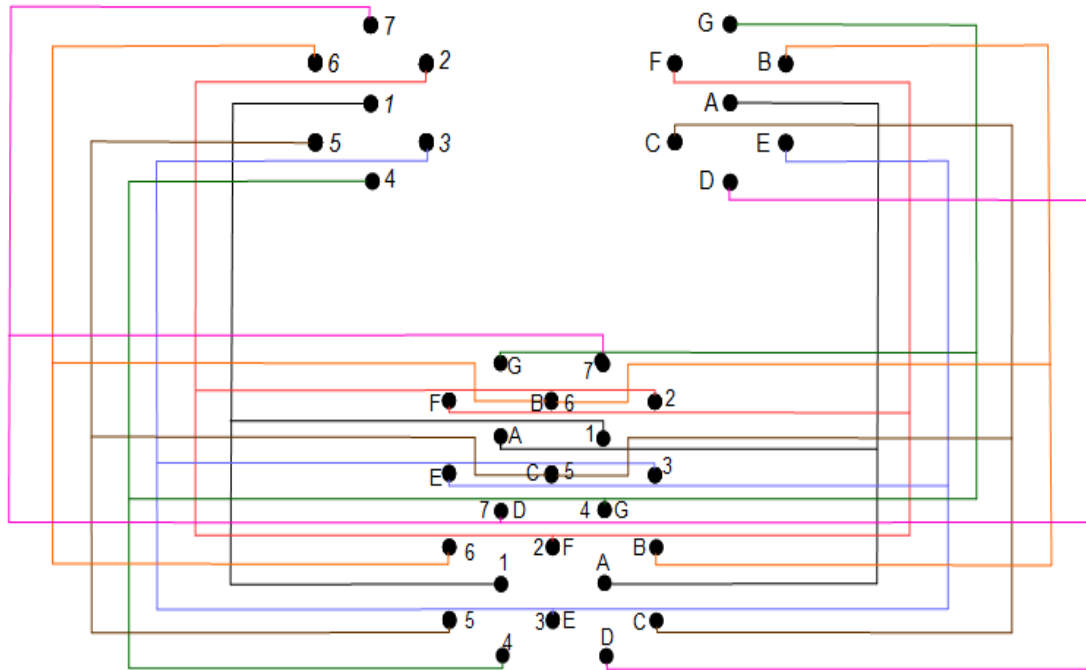 7 G
6 2 F B
1 A
5 3 C E
4 D
G 7
F B 6 2
A 1
E C 5 3
7 D 4 G
6 2 F B
1 A
5 3 E C
4 D